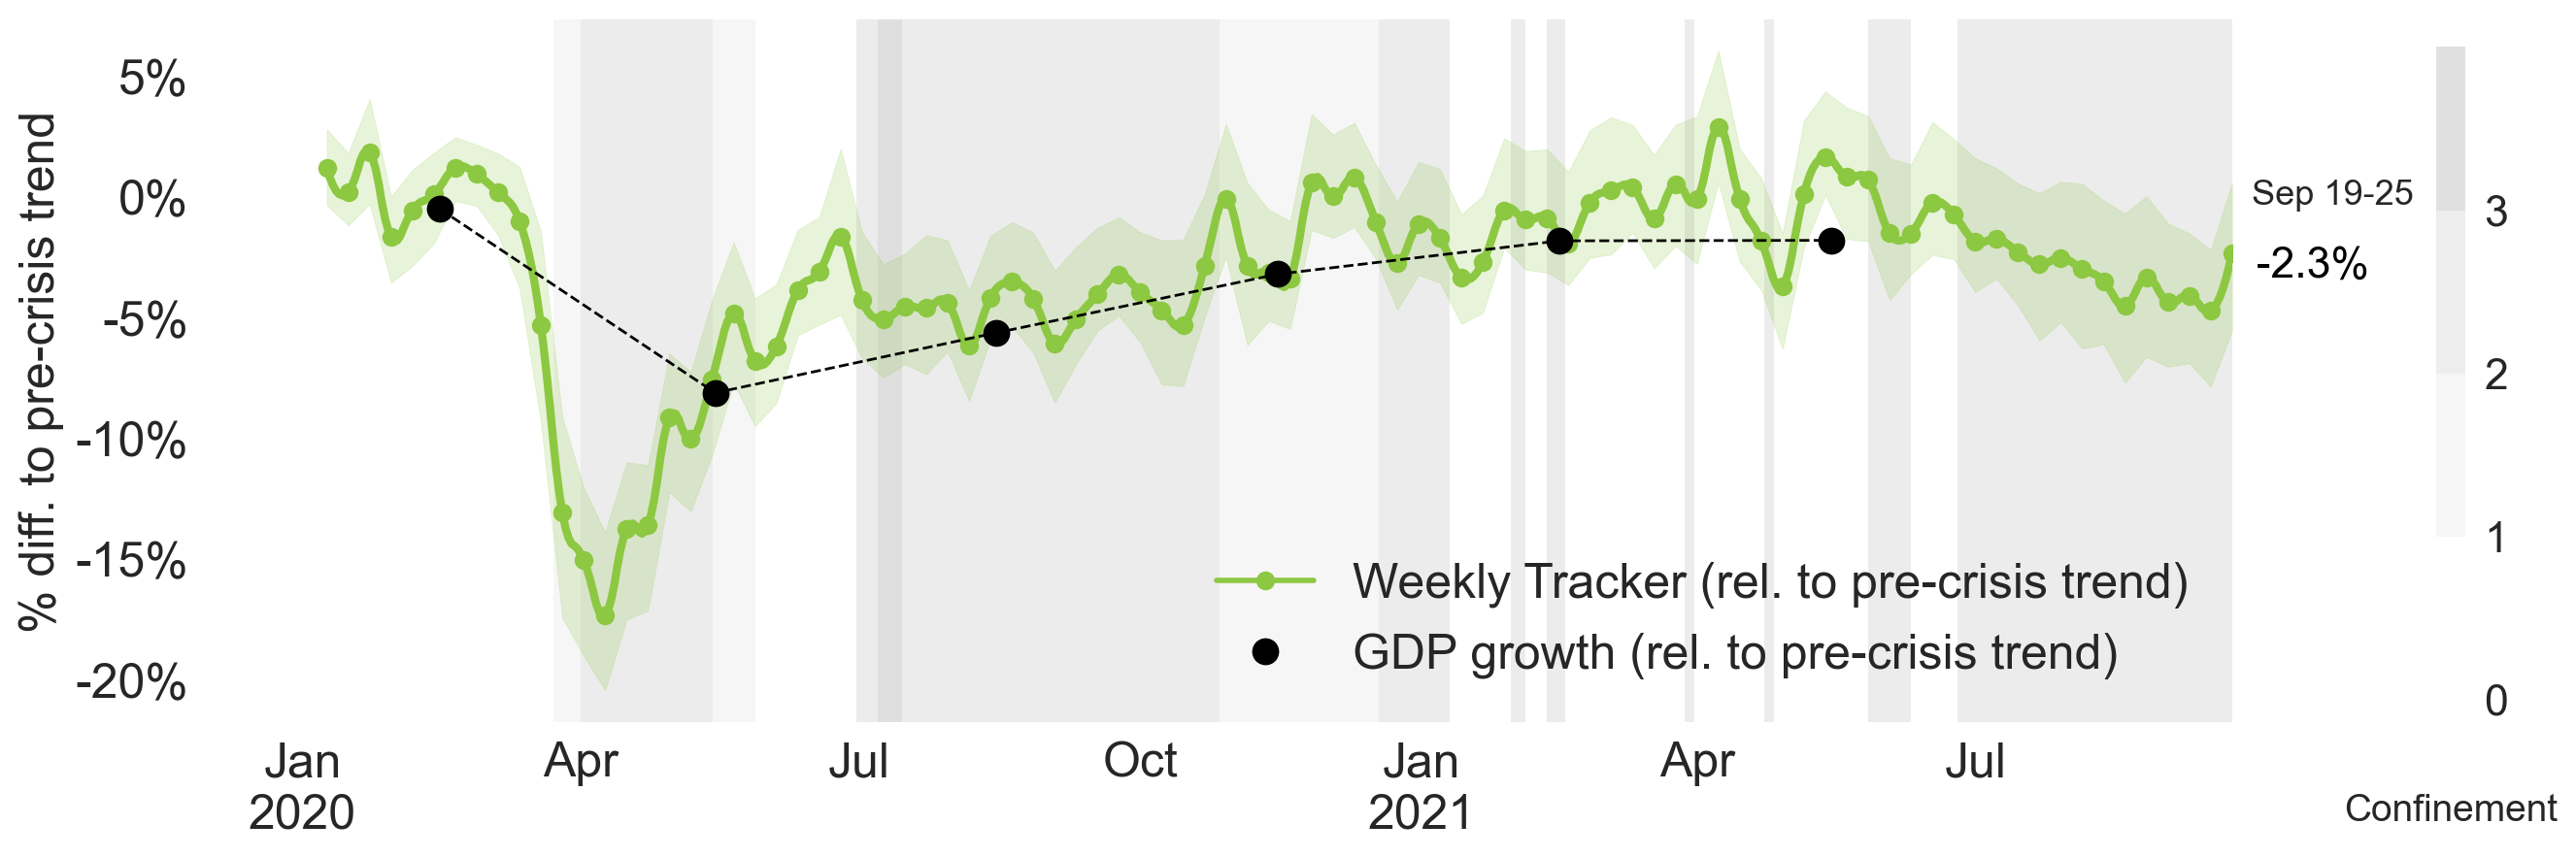 % diff. to pre-crisis trend
5%
0%
-5%
-10%
-15%
-20%
Jan
2020
Apr
Jul
Oct
Jan
2021
Apr
Jul
Weekly Tracker (rel. to pre-crisis trend)
GDP growth (rel. to pre-crisis trend)
Sep 19-25
-2.3%
3
2
1
0
Confinement